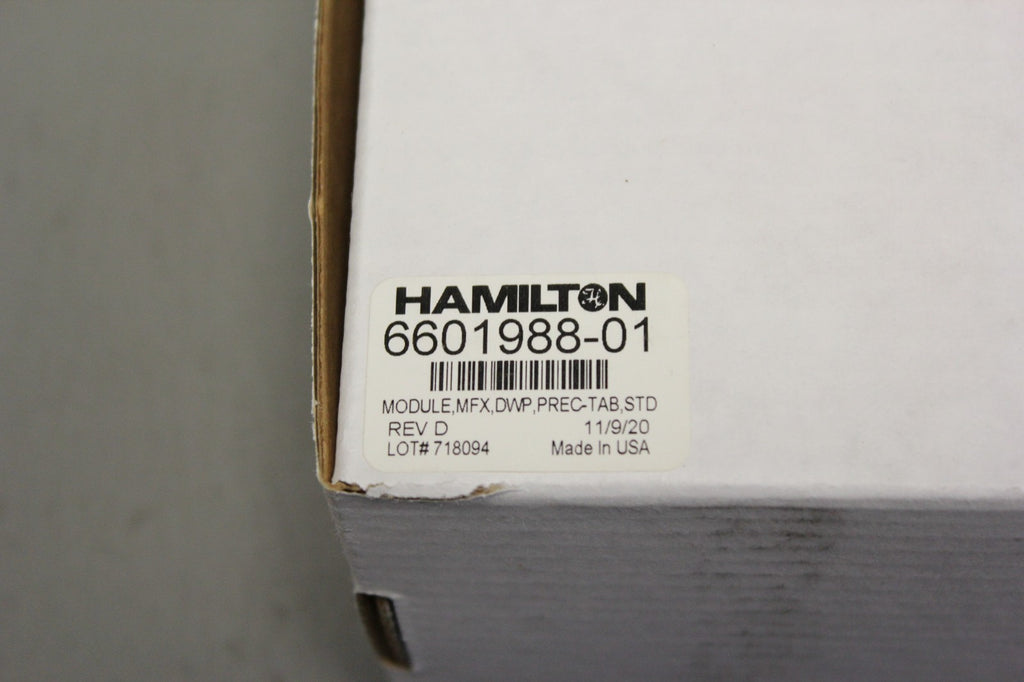 HAMILTON
6601988-01
MODULE,MFX,DWP,PREC-TAB,STD
REV D 11/9/20
LOT# 718094 Made In USA